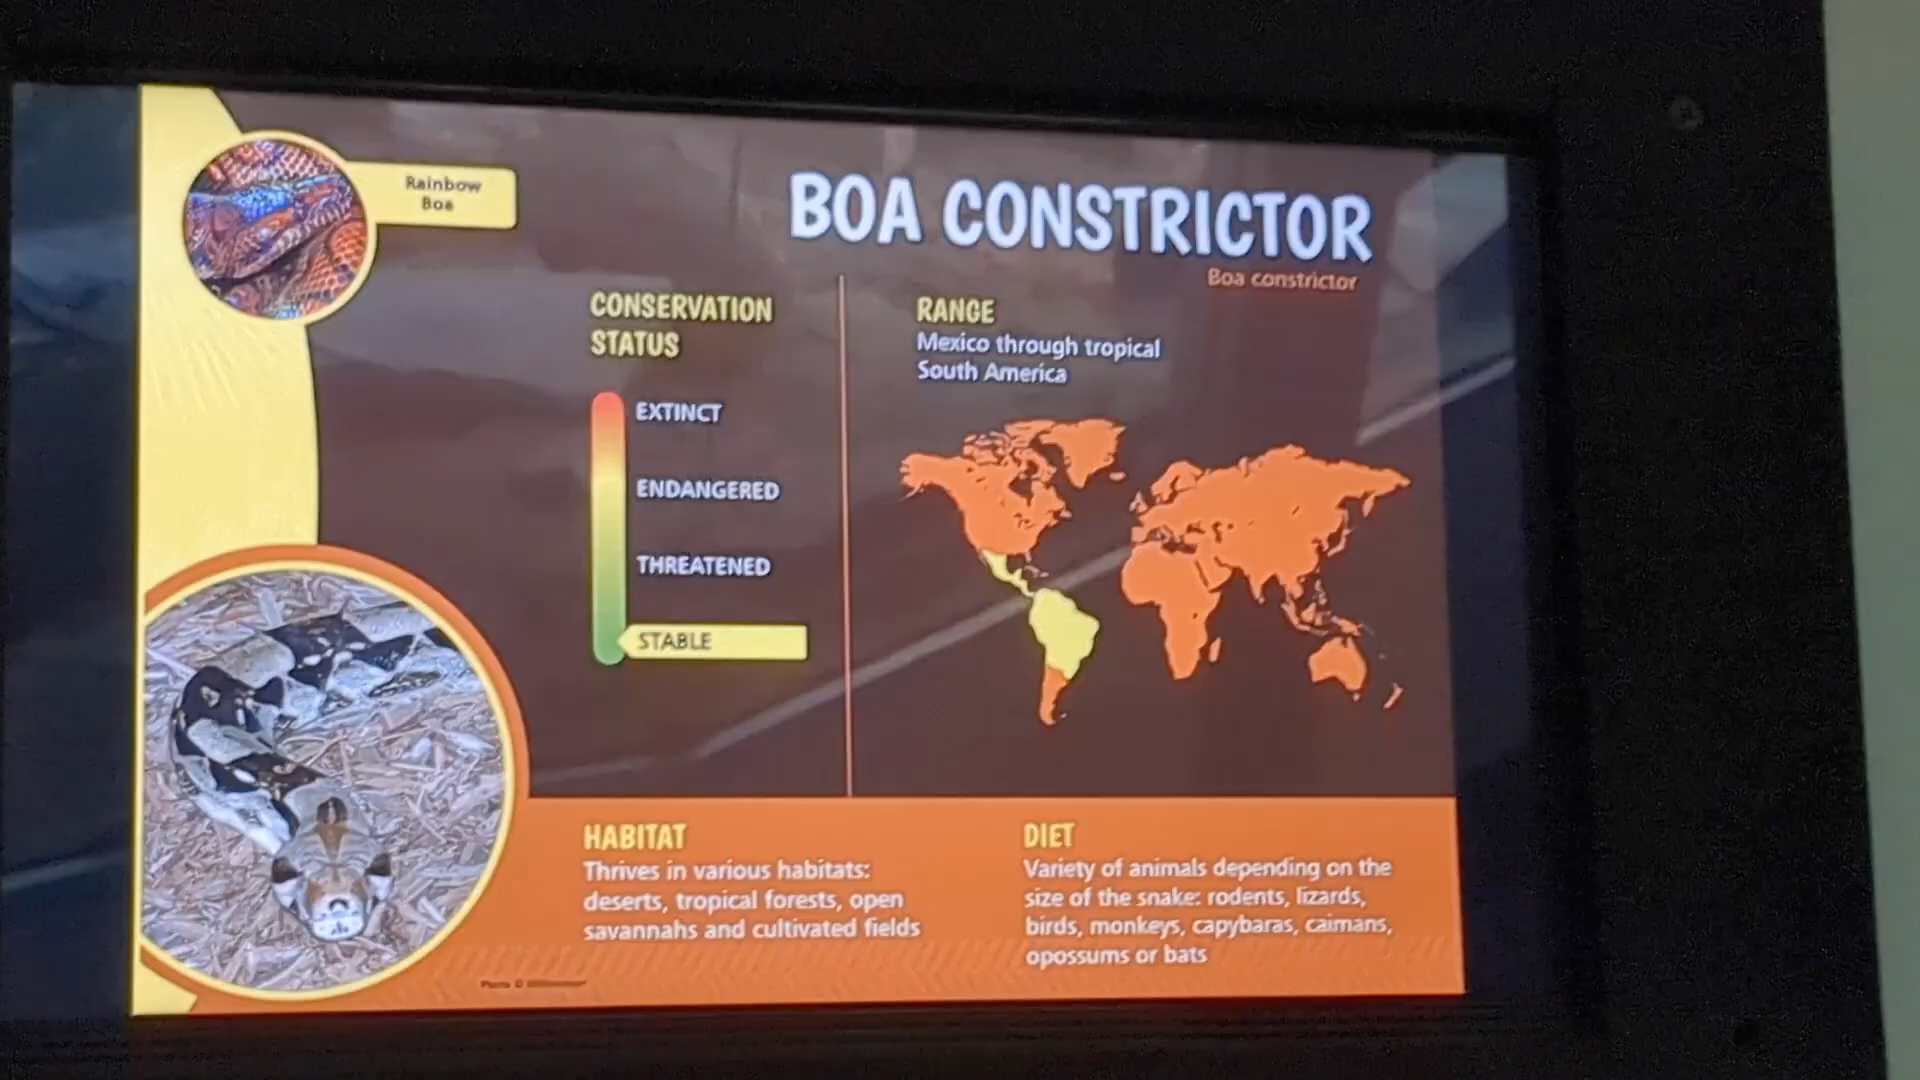 Rainbow
Boa
BOA CONSTRICTOR
Boa constrictor
CONSERVATION
STATUS
EXTINCT
ENDANGERED
THREATENED
STABLE
RANGE
Mexico through tropical
South America
HABITAT
Thrives in various habitats:
deserts, tropical forests, open
savannahs and cultivated fields
DIET
Variety of animals depending on the
size of the snake: rodents, lizards,
birds, monkeys, capybaras, caimans,
opossums or bats